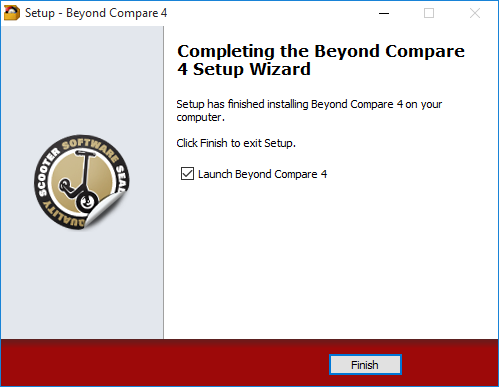 Setup - Beyond Compare 4
Completing the Beyond Compare
4 Setup Wizard
Setup has finished installing Beyond Compare 4 on your
computer.
Click Finish to exit Setup.
Launch Beyond Compare 4
SCOOTER SOFTWARE SEAL
QUALITY
Finish